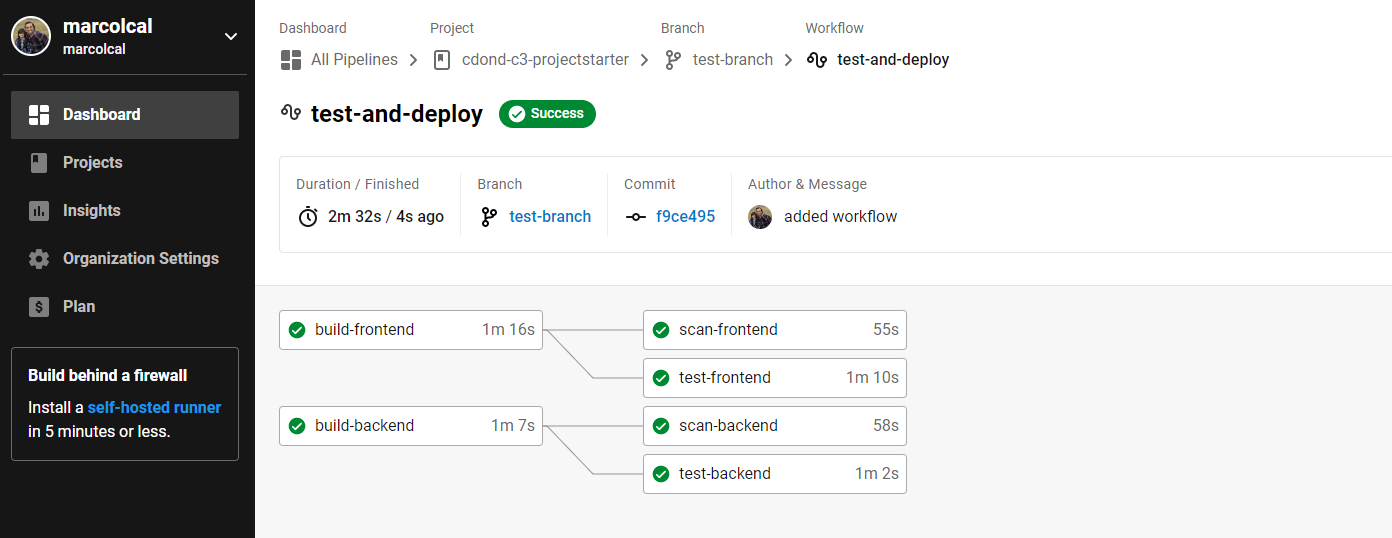 marcolcal
marcolcal
Dashboard
Projects
Insights
Organization Settings
Plan
Build behind a firewall
Install a self-hosted runner
in 5 minutes or less.
Dashboard Project Branch Workflow
All Pipelines cdond-c3-projectstarter test-branch test-and-deploy
test-and-deploy Success
Duration / Finished Branch Commit Author & Message
2m 32s / 4s ago test-branch f9ce495 added workflow
build-frontend 1m 16s scan-frontend 55s
test-frontend 1m 10s
build-backend 1m 7s scan-backend 58s
test-backend 1m 2s